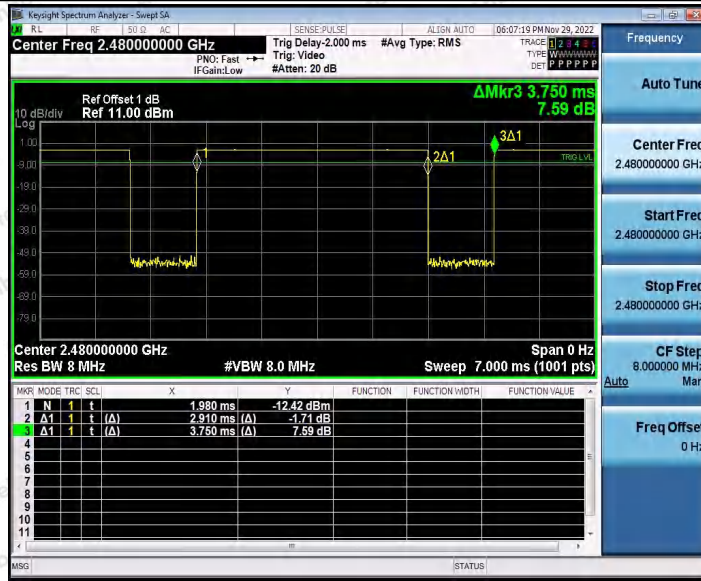 Keysight Spectrum Analyzer - Swept SA
RL RF 50 Ω AC SENSE:PULSE ALIGN AUTO 06:07:19 PM Nov 29, 2022
Center Freq 2.480000000 GHz
PNO: Fast
IFGain:Low
Trig Delay-2.000 ms
Trig: Video
#Atten: 20 dB
#Avg Type: RMS
TRACE 1 2 3 4 5 6
TYPE WWWWWW
DET P P P P P P
Ref Offset 1 dB
10 dB/div Ref 11.00 dBm
Log
ΔMkr3 3.750 ms
7.59 dB
1.00
-9.00
-19.0
-29.0
-39.0
-49.0
-59.0
-69.0
-79.0
1
2Δ1
3Δ1
TRIG LVL
Center 2.480000000 GHz Span 0 Hz
Res BW 8 MHz #VBW 8.0 MHz Sweep 7.000 ms (1001 pts)
MKR MODE TRC SCL X Y FUNCTION FUNCTION WIDTH FUNCTION VALUE
1 N 1 t 1.980 ms -12.42 dBm
2 Δ1 1 t (Δ) 2.910 ms (Δ) -1.71 dB
3 Δ1 1 t (Δ) 3.750 ms (Δ) 7.59 dB
4
5
6
7
8
9
10
11
MSG STATUS
Frequency
Auto Tune
Center Freq
2.480000000 GHz
Start Freq
2.480000000 GHz
Stop Freq
2.480000000 GHz
CF Step
8.000000 MHz
Auto Man
Freq Offset
0 Hz